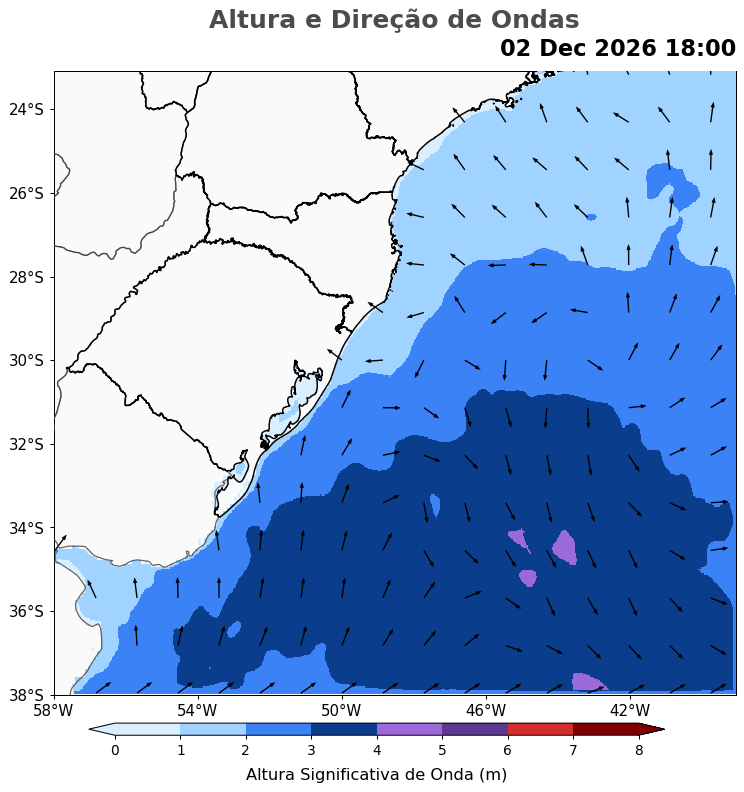 Altura e Direção de Ondas
02 Dec 2026 18:00
24°S
26°S
28°S
30°S
32°S
34°S
36°S
38°S
58°W 54°W 50°W 46°W 42°W
0 1 2 3 4 5 6 7 8
Altura Significativa de Onda (m)